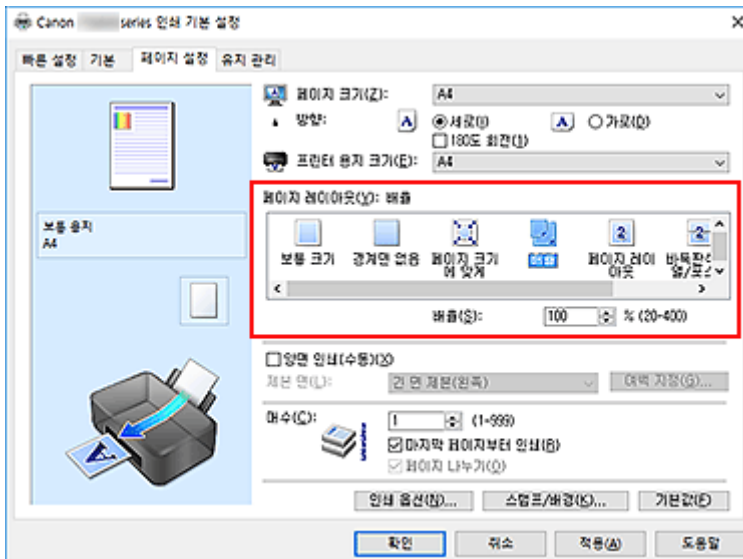 Canon series 인쇄 기본 설정
빠른 설정 기본 페이지 설정 유지 관리
페이지 크기(Z): A4
방향: A 세로(I) A 가로(O)
180도 회전(1)
프린터 용지 크기(E): A4
페이지 레이아웃(Y): 배율
보통 용지
A4
2 2
보통 크기 경계면 없음 페이지 크기에 맞게 배율 페이지 레이아웃
배율(S): 100 % (20-400)
양면 인쇄(수동)(X)
제본 면(L): 긴 면 제본(왼쪽) 여백 지정(G)...
매수(C): 1 (1-999)
마지막 페이지부터 인쇄(R)
페이지 나누기(Q)
인쇄 옵션(N)... 스탬프/배경(K)... 기본값(F)
확인 취소 적용(A) 도움말